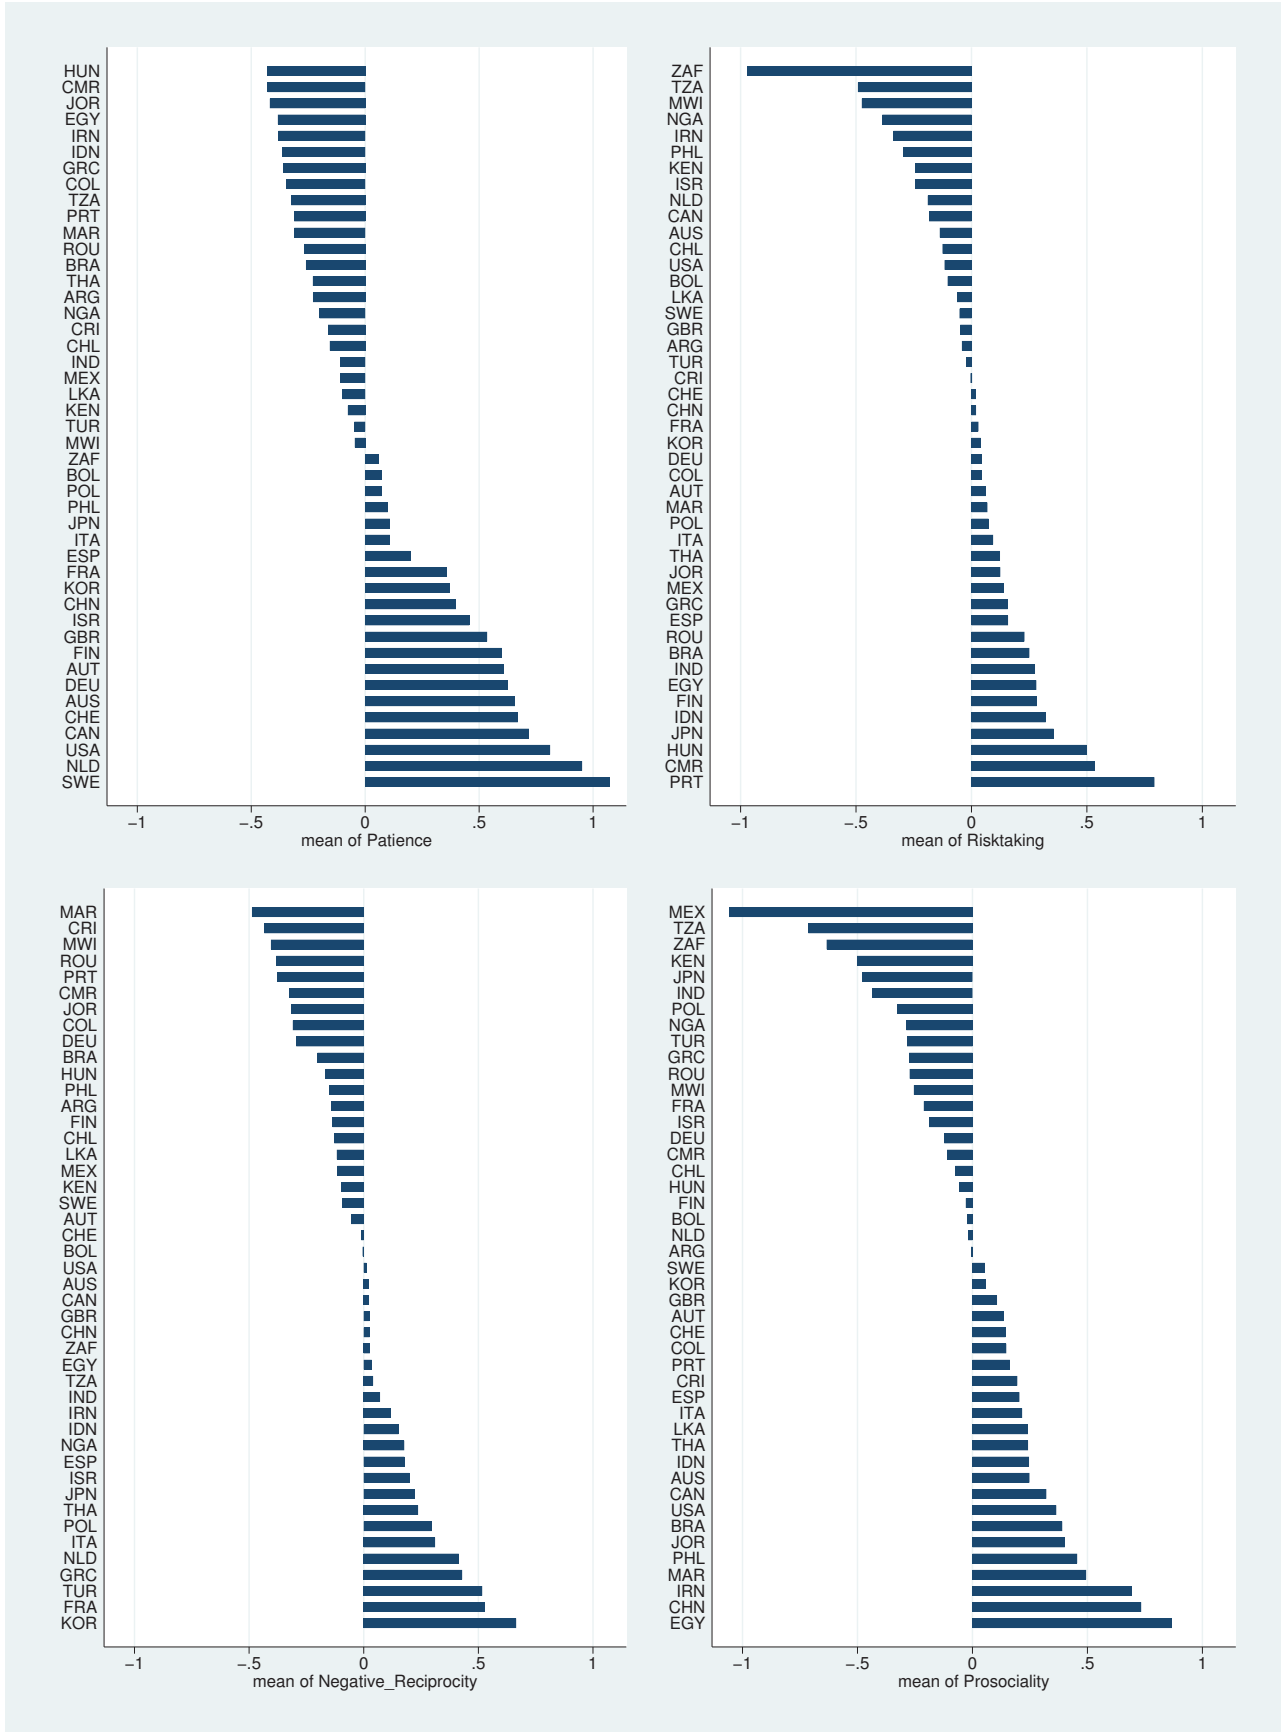 HUN
CMR
JOR
EGY
IRN
IDN
GRC
COL
TZA
PRT
MAR
ROU
BRA
THA
ARG
NGA
CRI
CHL
IND
MEX
LKA
KEN
TUR
MWI
ZAF
BOL
POL
PHL
JPN
ITA
ESP
FRA
KOR
CHN
ISR
GBR
FIN
AUT
DEU
AUS
CHE
CAN
USA
NLD
SWE
−1 −.5 0 .5 1
mean of Patience
ZAF
TZA
MWI
NGA
IRN
PHL
KEN
ISR
NLD
CAN
AUS
CHL
USA
BOL
LKA
SWE
GBR
ARG
TUR
CRI
CHE
CHN
FRA
KOR
DEU
COL
AUT
MAR
POL
ITA
THA
JOR
MEX
GRC
ESP
ROU
BRA
IND
EGY
FIN
IDN
JPN
HUN
CMR
PRT
−1 −.5 0 .5 1
mean of Risktaking
MAR
CRI
MWI
ROU
PRT
CMR
JOR
COL
DEU
BRA
HUN
PHL
ARG
FIN
CHL
LKA
MEX
KEN
SWE
AUT
CHE
BOL
USA
AUS
CAN
GBR
CHN
ZAF
EGY
TZA
IND
IRN
IDN
NGA
ESP
ISR
JPN
THA
POL
ITA
NLD
GRC
TUR
FRA
KOR
−1 −.5 0 .5 1
mean of Negative_Reciprocity
MEX
TZA
ZAF
KEN
JPN
IND
POL
NGA
TUR
GRC
ROU
MWI
FRA
ISR
DEU
CMR
CHL
HUN
FIN
BOL
NLD
ARG
SWE
KOR
GBR
AUT
CHE
COL
PRT
CRI
ESP
ITA
LKA
THA
IDN
AUS
CAN
USA
BRA
JOR
PHL
MAR
IRN
CHN
EGY
−1 −.5 0 .5 1
mean of Prosociality